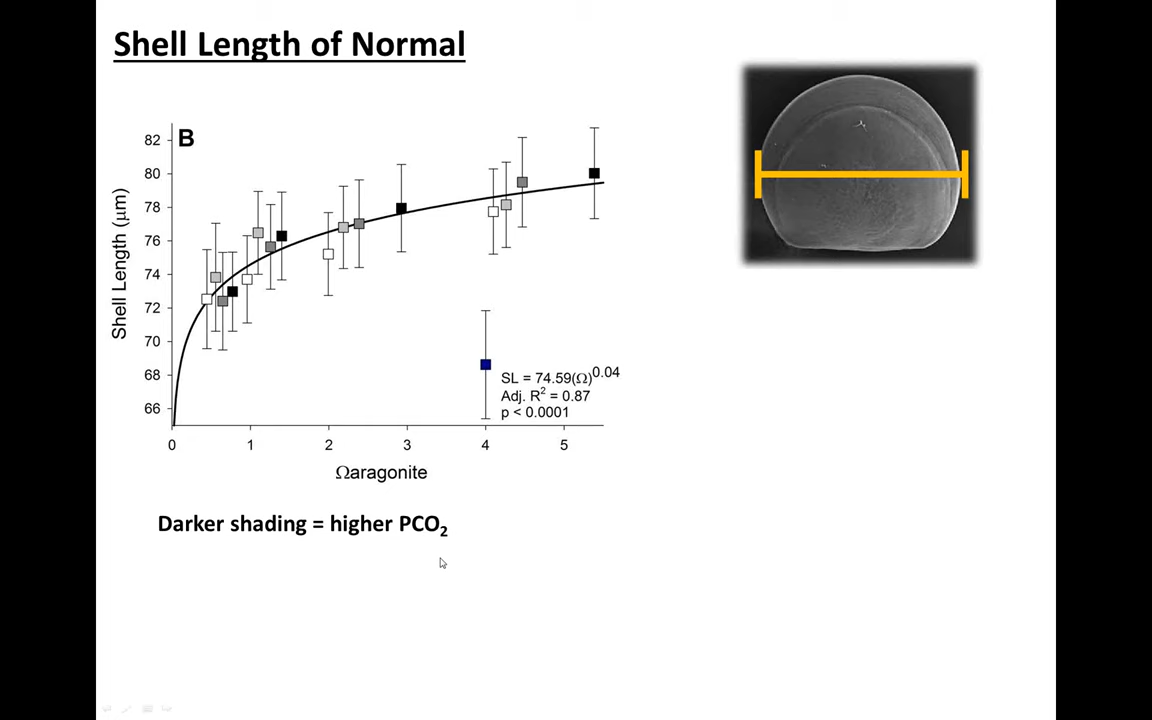 Shell Length of Normal
B
82
80
78
76
74
72
70
68
66
Shell Length (μm)
SL = 74.59(Ω)^0.04
Adj. R² = 0.87
p < 0.0001
0 1 2 3 4 5
Ωaragonite
Darker shading = higher PCO₂